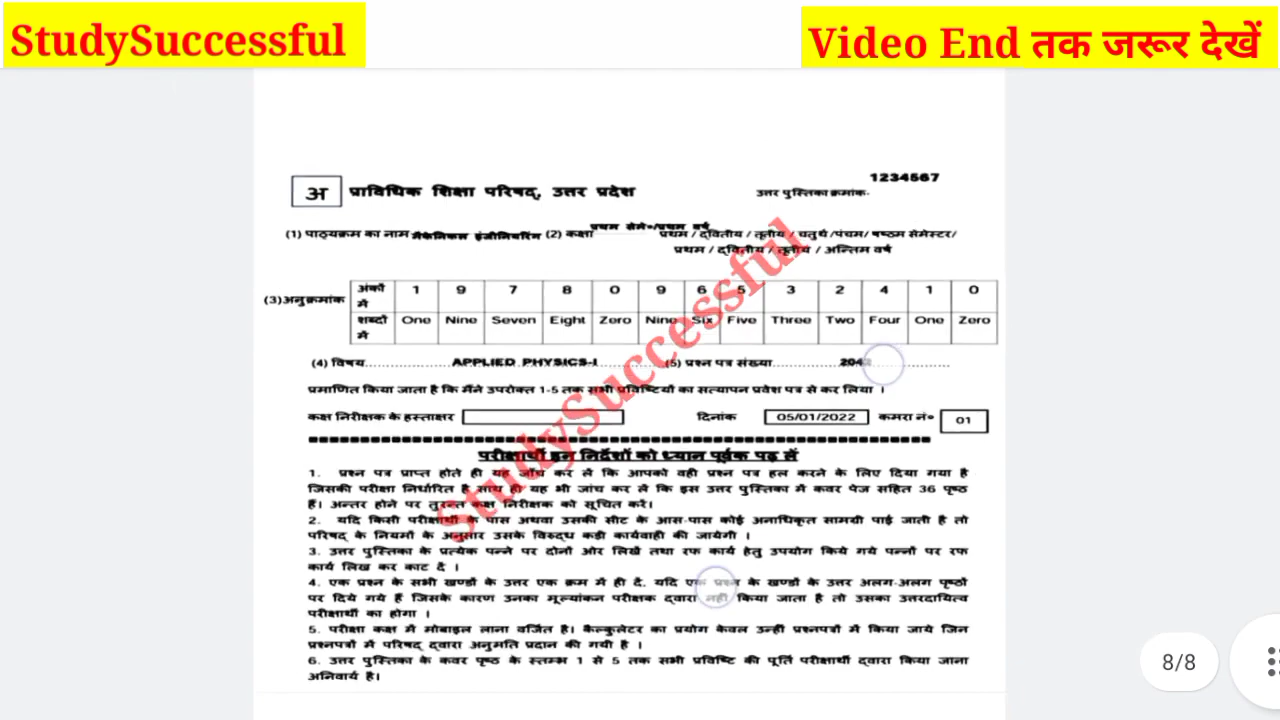 StudySuccessful
Video End तक जरूर देखें
1234567
अ प्राविधिक शिक्षा परिषद्, उत्तर प्रदेश
उत्तर पुस्तिका क्रमांक-
प्रथम सेमे०/प्रथम वर्ष
(1) पाठ्यक्रम का नाम मैकेनिकल इंजीनियरिंग (2) कक्षा प्रथम / द्वितीय / तृतीय / चतुर्थ /पंचम/ षष्ठम सेमेस्टर/
प्रथम / द्वितीय / तृतीय / अन्तिम वर्ष
(3)अनुक्रमांक
अंकों में 1 9 7 8 0 9 6 5 3 2 4 1 0
शब्दों में One Nine Seven Eight Zero Nine Six Five Three Two Four One Zero
(4) विषय APPLIED PHYSICS-I (5) प्रश्न पत्र संख्या
प्रमाणित किया जाता है कि मैंने उपरोक्त 1-5 तक सभी प्रविष्टियों का सत्यापन प्रवेश पत्र से कर लिया ।
कक्ष निरीक्षक के हस्ताक्षर दिनांक 05/01/2022 कमरा नं० 01
परीक्षार्थी इन निर्देशों को ध्यान पूर्वक पढ़ लें
1. प्रश्न पत्र प्राप्त होते ही यह जांच कर लें कि आपको वही प्रश्न पत्र हल करने के लिए दिया गया है
जिसकी परीक्षा निर्धारित है साथ ही यह भी जांच कर लें कि इस उत्तर पुस्तिका में कवर पेज सहित 36 पृष्ठ
हैं। अन्तर होने पर तुरन्त कक्ष निरीक्षक को सूचित करें।
2. यदि किसी परीक्षार्थी के पास अथवा उसकी सीट के आस-पास कोई अनाधिकृत सामग्री पाई जाती है तो
परिषद् के नियमों के अनुसार उसके विरुद्ध कड़ी कार्यवाही की जायेगी ।
3. उत्तर पुस्तिका के प्रत्येक पन्ने पर दोनों ओर लिखें तथा रफ कार्य हेतु उपयोग किये गये पन्नों पर रफ
कार्य लिख कर काट दें ।
4. एक प्रश्न के सभी खण्डों के उत्तर एक क्रम में ही दें, यदि एक प्रश्न के खण्डों के उत्तर अलग-अलग पृष्ठों
पर दिये गये हैं जिसके कारण उनका मूल्यांकन परीक्षक द्वारा नहीं किया जाता है तो उसका उत्तरदायित्व
परीक्षार्थी का होगा ।
5. परीक्षा कक्ष में मोबाइल लाना वर्जित है। कैल्कुलेटर का प्रयोग केवल उन्हीं प्रश्नपत्रों में किया जाये जिन
प्रश्नपत्रों में परिषद् द्वारा अनुमति प्रदान की गयी है ।
6. उत्तर पुस्तिका के कवर पृष्ठ के स्तम्भ 1 से 5 तक सभी प्रविष्टि की पूर्ति परीक्षार्थी द्वारा किया जाना
अनिवार्य है।
StudySuccessful
8/8